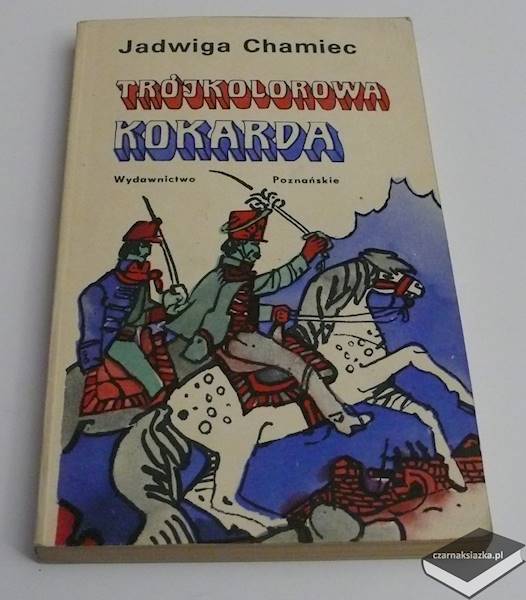 Jadwiga Chamiec
TRÓJKOLOROWA
KOKARDA
Wydawnictwo Poznańskie
czarnaksiazka.pl